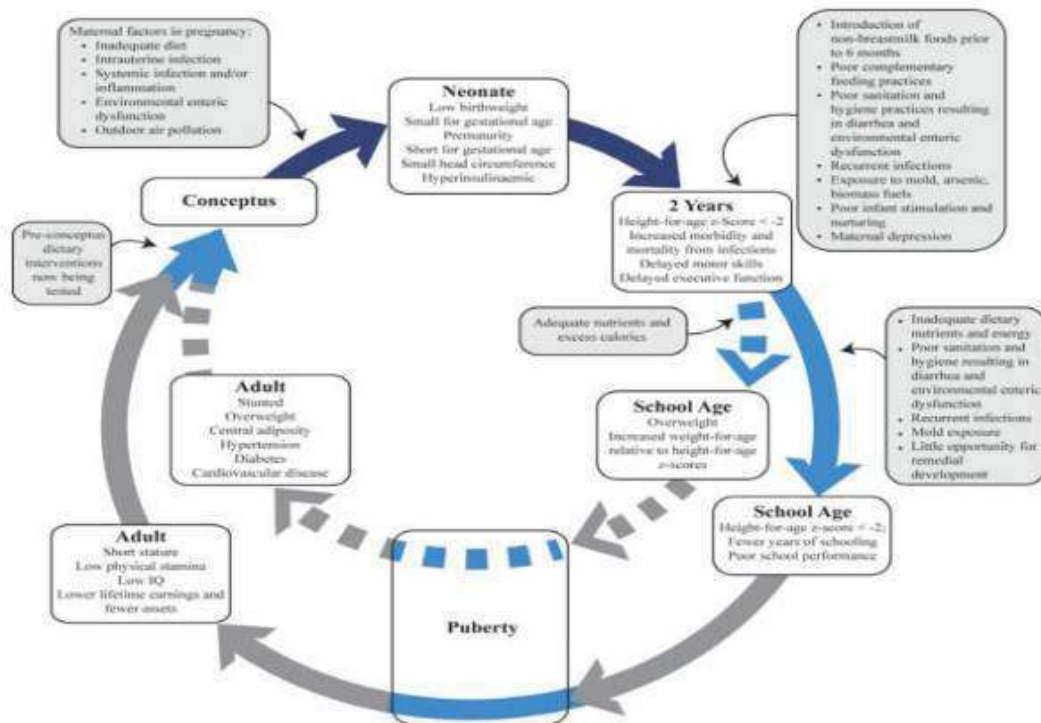 Maternal factors in pregnancy:
• Inadequate diet
• Intrauterine infection
• Systemic infection and/or
inflammation
• Environmental enteric
dysfunction
• Outdoor air pollution
Neonate
Low birthweight
Small for gestational age
Prematurity
Short for gestational age
Small head circumference
Hyperinsulinaemic
• Introduction of
non-breastmilk foods prior
to 6 months
• Poor complementary
feeding practices
• Poor sanitation and
hygiene practices resulting
in diarrhea and
environmental enteric
dysfunction
• Recurrent infections
• Exposure to mold, arsenic,
biomass fuels
• Poor infant stimulation and
nurturing
• Maternal depression
Conceptus
2 Years
Height-for-age z-Score < -2
Increased morbidity and
mortality from infections
Delayed motor skills
Delayed executive function
Pre-conceptus
dietary
interventions
now being
tested
Adequate nutrients and
excess calories
• Inadequate dietary
nutrients and energy
• Poor sanitation and
hygiene resulting in
diarrhea and
environmental enteric
dysfunction
• Recurrent infections
• Mold exposure
• Little opportunity for
remedial
development
Adult
Stunted
Overweight
Central adiposity
Hypertension
Diabetes
Cardiovascular disease
School Age
Overweight
Increased weight-for-age
relative to height-for-age
z-scores
School Age
Height-for-age z-score < -2;
Fewer years of schooling
Poor school performance
Adult
Short stature
Low physical stamina
Low IQ
Lower lifetime earnings and
fewer assets
Puberty